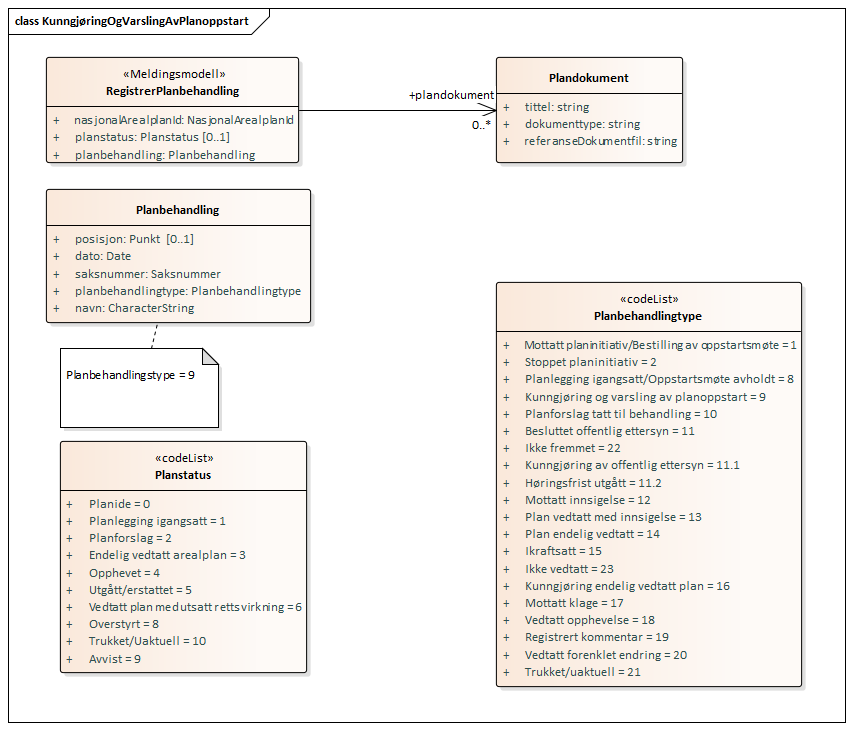 class KunngjøringOgVarslingAvPlanoppstart
«Meldingsmodell»
RegistrerPlanbehandling
+ nasjonalArealplanId: NasjonalArealplanId
+ planstatus: Planstatus [0..1]
+ planbehandling: Planbehandling
+plandokument
0..*
Plandokument
+ tittel: string
+ dokumenttype: string
+ referanseDokumentfil: string
Planbehandling
+ posisjon: Punkt [0..1]
+ dato: Date
+ saksnummer: Saksnummer
+ planbehandlingtype: Planbehandlingtype
+ navn: CharacterString
Planbehandlingstype = 9
«codeList»
Planstatus
+ Planide = 0
+ Planlegging igangsatt = 1
+ Planforslag = 2
+ Endelig vedtatt arealplan = 3
+ Opphevet = 4
+ Utgått/erstattet = 5
+ Vedtatt plan med utsatt rettsvirkning = 6
+ Overstyrt = 8
+ Trukket/Uaktuell = 10
+ Avvist = 9
«codeList»
Planbehandlingtype
+ Mottatt planinitiativ/Bestilling av oppstartsmøte = 1
+ Stoppet planinitiativ = 2
+ Planlegging igangsatt/Oppstartsmøte avholdt = 8
+ Kunngjøring og varsling av planoppstart = 9
+ Planforslag tatt til behandling = 10
+ Besluttet offentlig ettersyn = 11
+ Ikke fremmet = 22
+ Kunngjøring av offentlig ettersyn = 11.1
+ Høringsfrist utgått = 11.2
+ Mottatt innsigelse = 12
+ Plan vedtatt med innsigelse = 13
+ Plan endelig vedtatt = 14
+ Ikraftsatt = 15
+ Ikke vedtatt = 23
+ Kunngjøring endelig vedtatt plan = 16
+ Mottatt klage = 17
+ Vedtatt opphevelse = 18
+ Registrert kommentar = 19
+ Vedtatt forenklet endring = 20
+ Trukket/uaktuell = 21